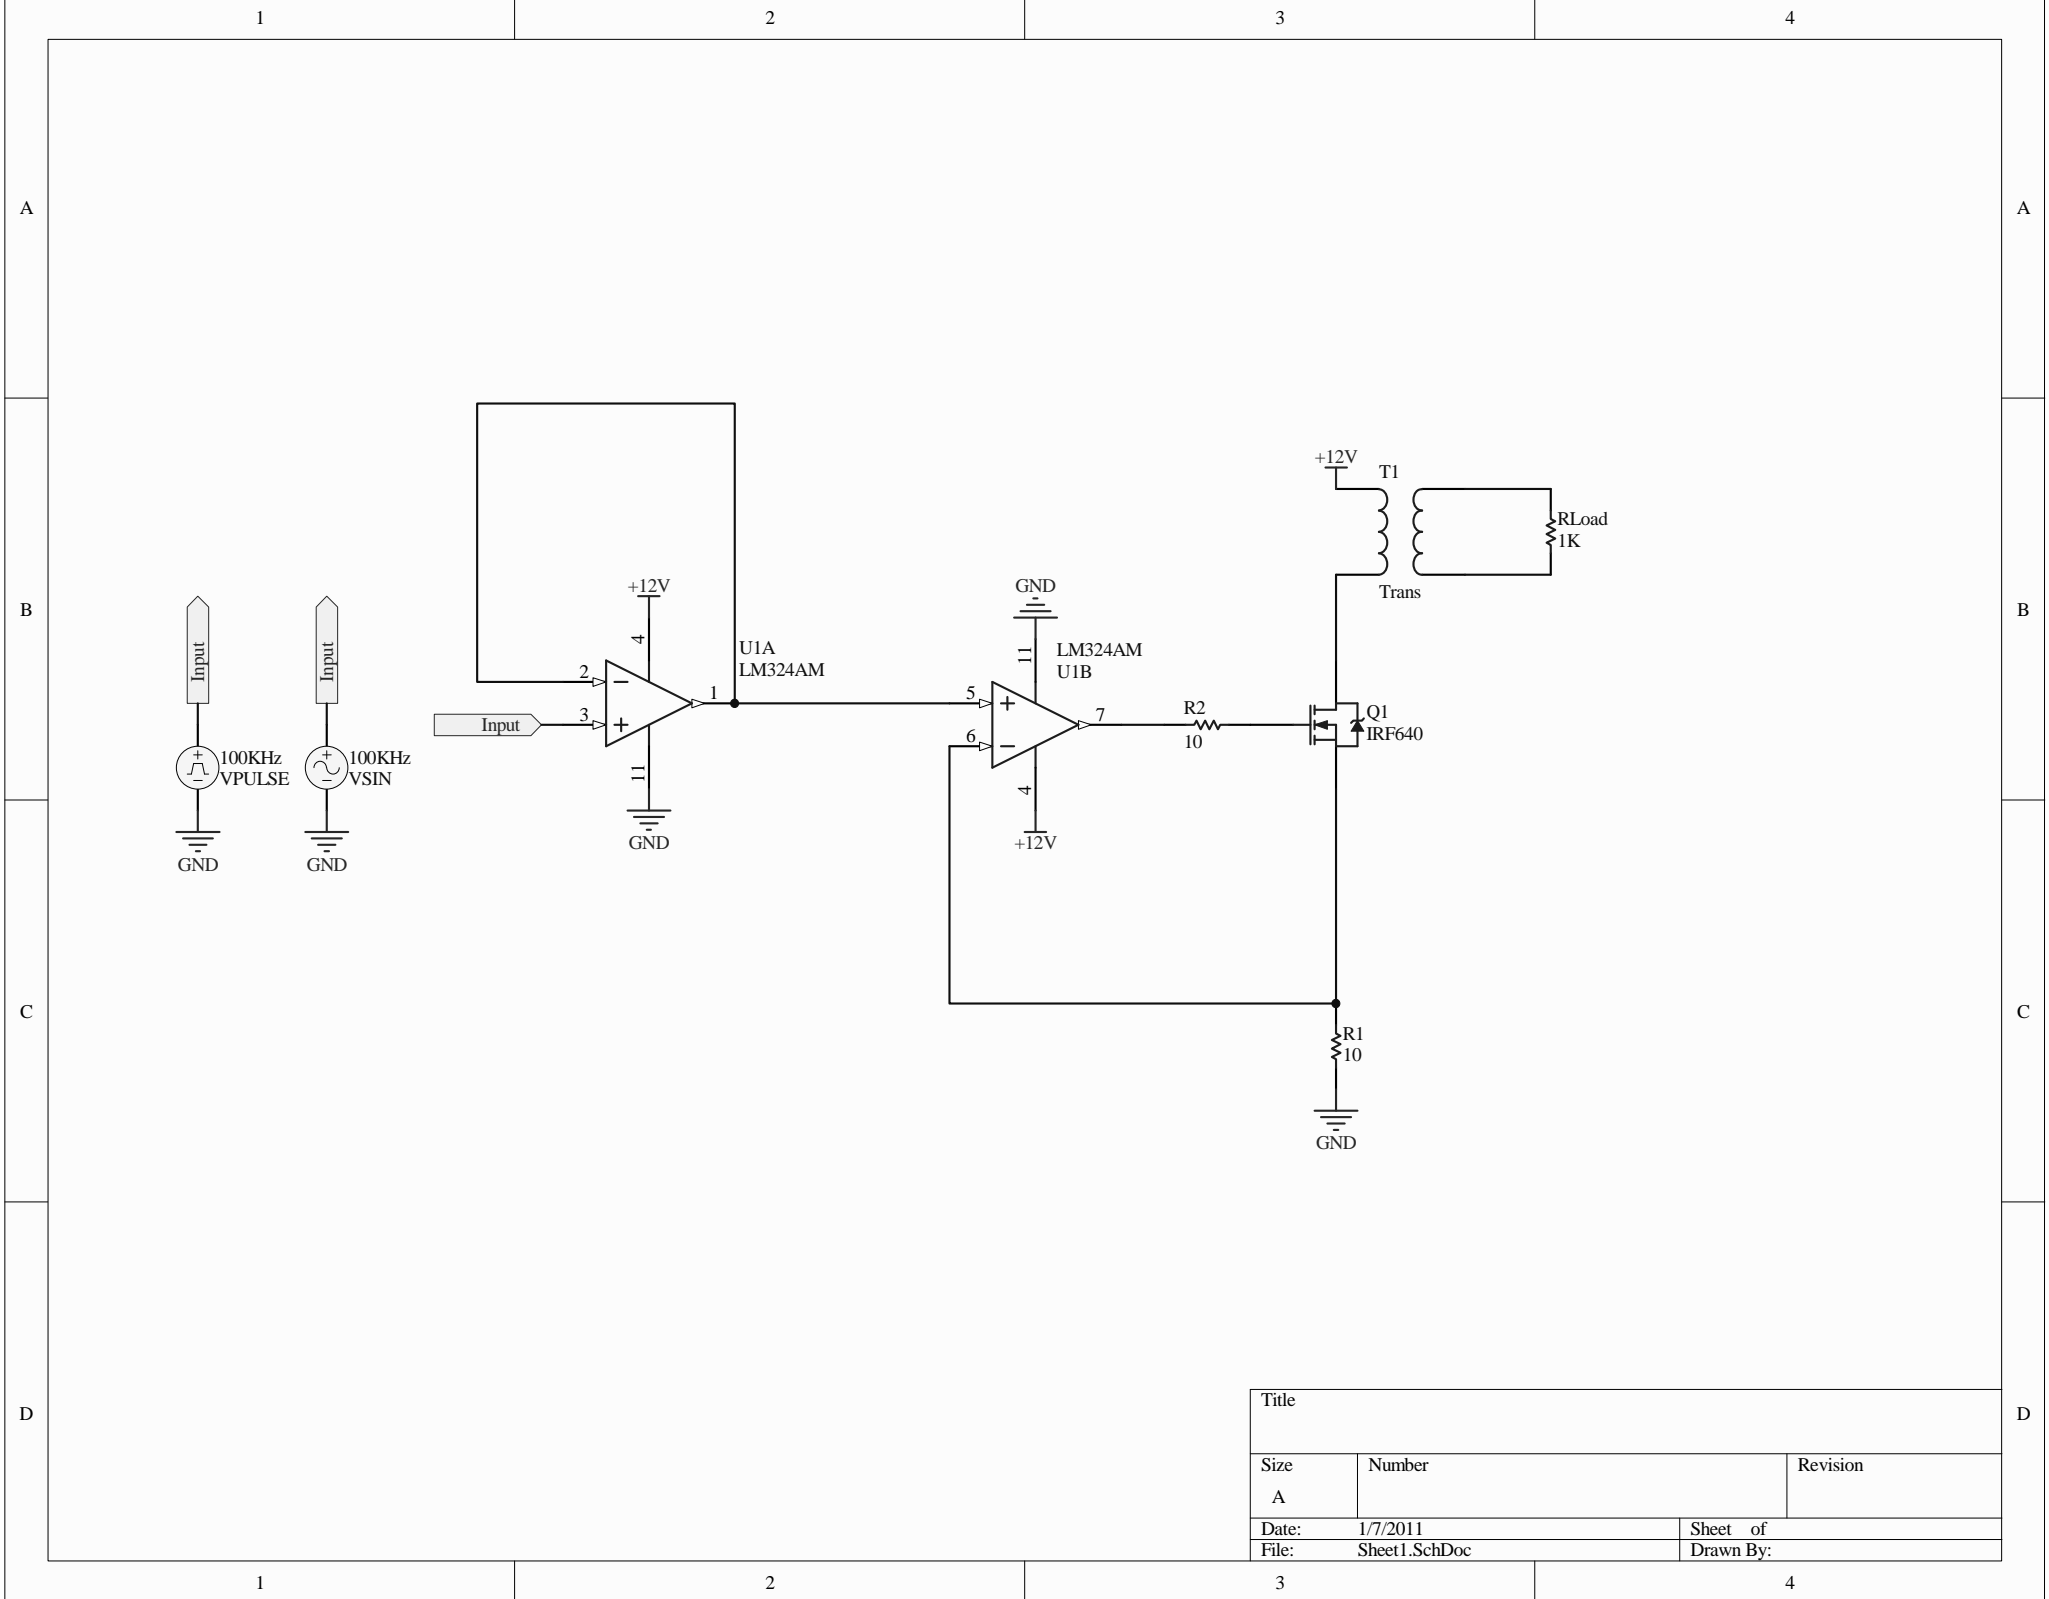 1 2 3 4
A A
B B
C C
D D
Input
100KHz
VPULSE
GND
Input
100KHz
VSIN
GND
Input
+12V
4
2
3
1
11
U1A
LM324AM
GND
GND
11
LM324AM
U1B
5
6
7
4
+12V
R2
10
+12V
T1
Trans
RLoad
1K
Q1
IRF640
R1
10
GND
Title
Size
A
Number
Revision
Date: 1/7/2011
Sheet of
File: Sheet1.SchDoc
Drawn By:
1 2 3 4